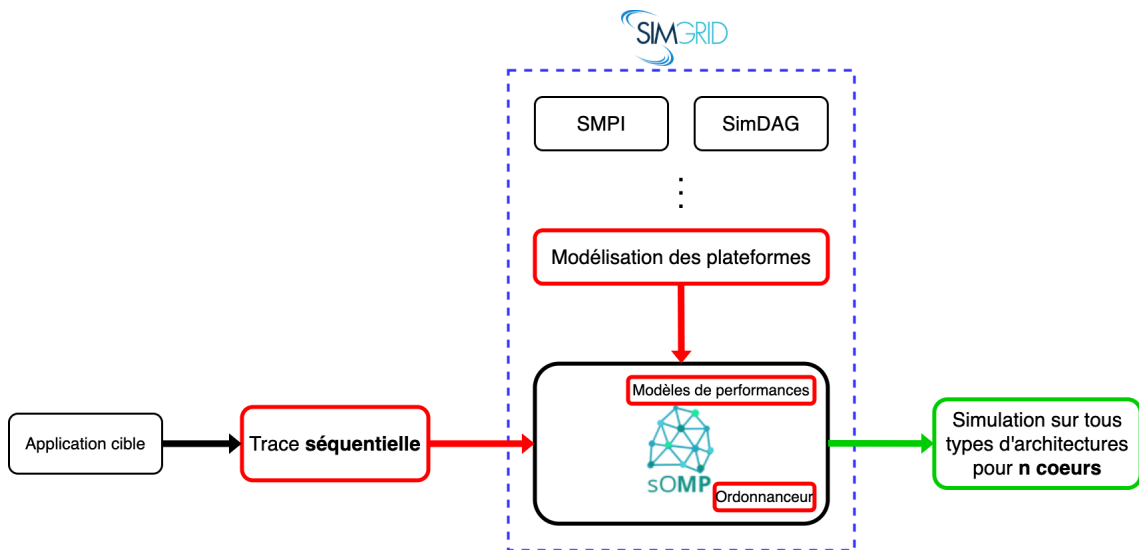 SIMGRID
SMPI
SimDAG
Modélisation des plateformes
Modèles de performances
sOMP
Ordonnanceur
Application cible
Trace séquentielle
Simulation sur tous
types d'architectures
pour n coeurs